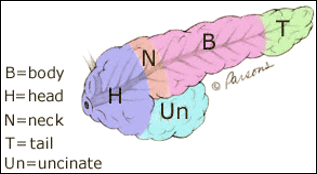 T
B
N
H
Un
© Parsons
B=body
H=head
N=neck
T=tail
Un=uncinate